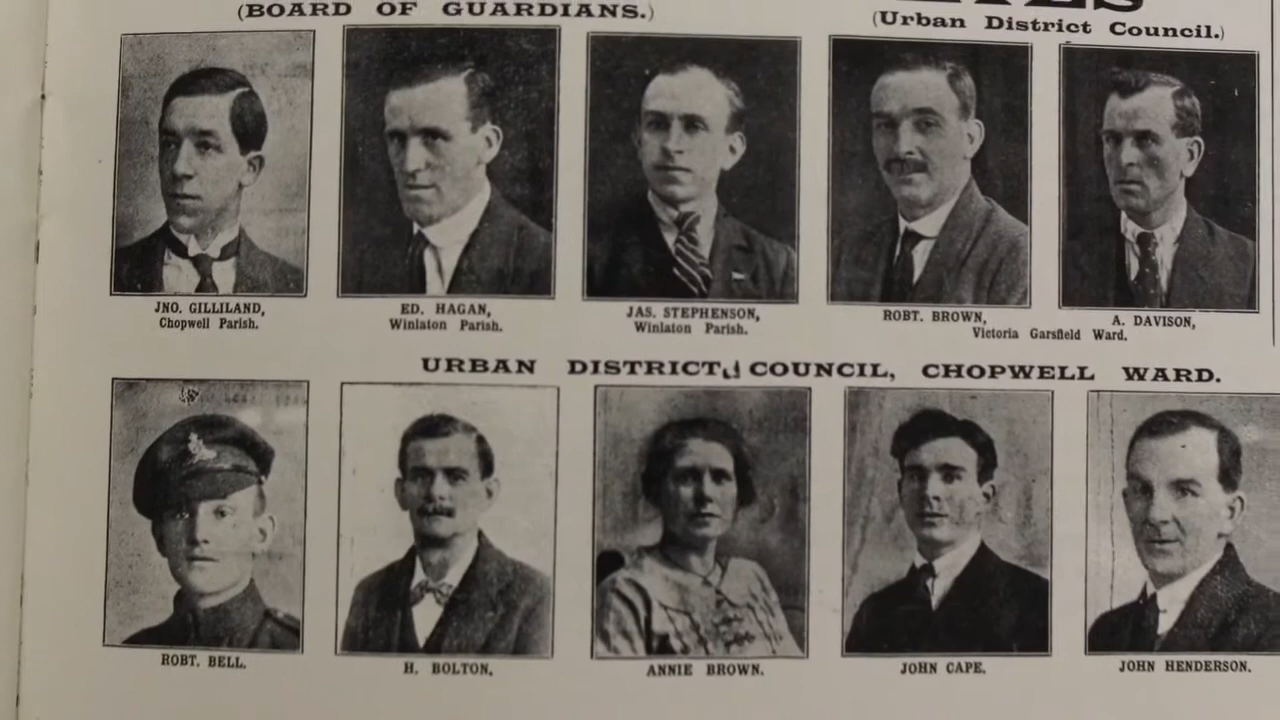 (BOARD OF GUARDIANS.)
(Urban District Council.)
JNO. GILLILAND,
Chopwell Parish.
ED. HAGAN,
Winlaton Parish.
JAS. STEPHENSON,
Winlaton Parish.
ROBT. BROWN,
A. DAVISON,
Victoria Garsfield Ward.
URBAN DISTRICT COUNCIL, CHOPWELL WARD.
ROBT. BELL.
H. BOLTON.
ANNIE BROWN.
JOHN CAPE.
JOHN HENDERSON.